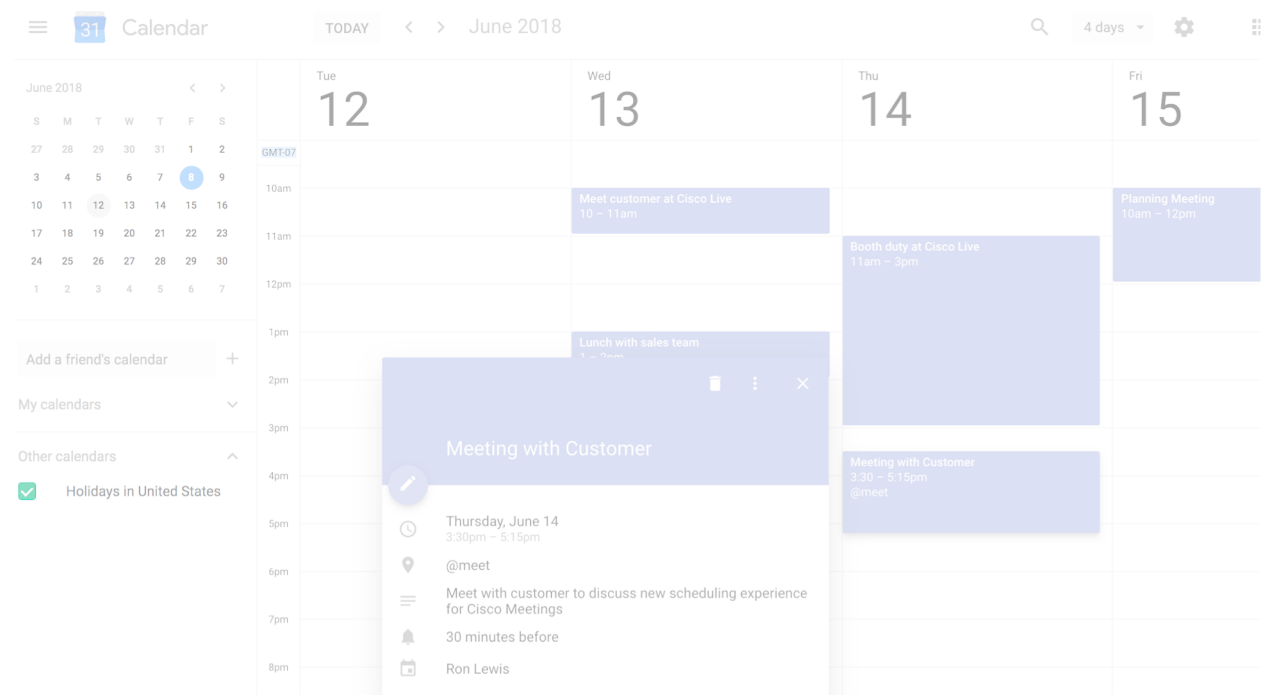 31 Calendar
TODAY
June 2018
4 days
June 2018
S M T W T F S
27 28 29 30 31 1 2
3 4 5 6 7 8 9
10 11 12 13 14 15 16
17 18 19 20 21 22 23
24 25 26 27 28 29 30
1 2 3 4 5 6 7
Add a friend's calendar
My calendars
Other calendars
Holidays in United States
Tue
12
Wed
13
Thu
14
Fri
15
GMT-07
10am
11am
12pm
1pm
2pm
3pm
4pm
5pm
6pm
7pm
8pm
Meet customer at Cisco Live
10 – 11am
Lunch with sales team
1 – 2pm
Booth duty at Cisco Live
11am – 3pm
Meeting with Customer
3:30 – 5:15pm
@meet
Planning Meeting
10am – 12pm
Meeting with Customer
Thursday, June 14
3:30pm – 5:15pm
@meet
Meet with customer to discuss new scheduling experience
for Cisco Meetings
30 minutes before
Ron Lewis